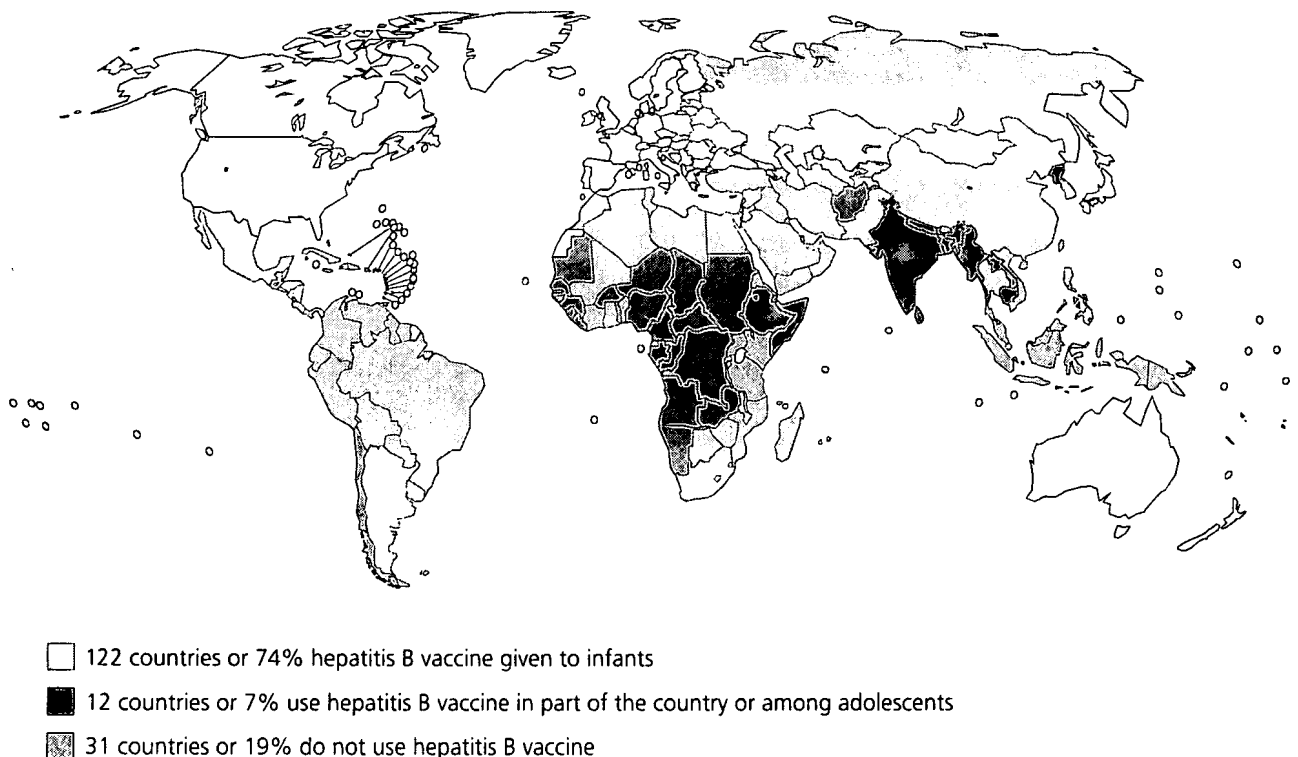 122 countries or 74% hepatitis B vaccine given to infants
12 countries or 7% use hepatitis B vaccine in part of the country or among adolescents
31 countries or 19% do not use hepatitis B vaccine